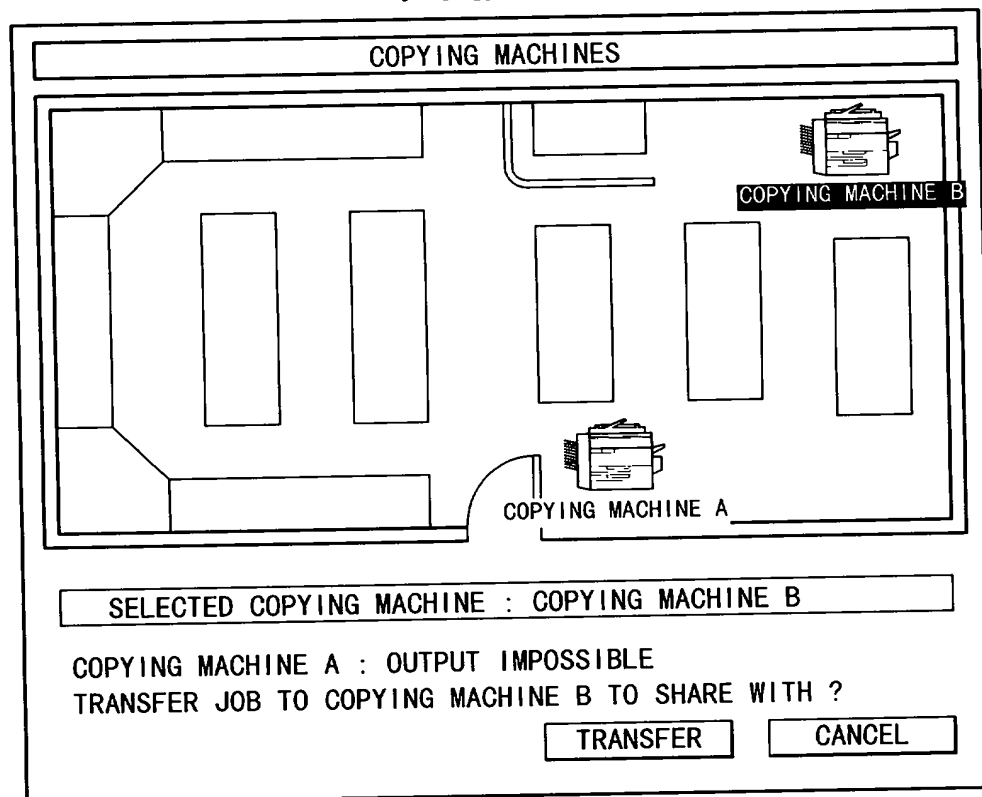 COPYING MACHINES
COPYING MACHINE B
COPYING MACHINE A
SELECTED COPYING MACHINE : COPYING MACHINE B
COPYING MACHINE A : OUTPUT IMPOSSIBLE
TRANSFER JOB TO COPYING MACHINE B TO SHARE WITH ?
TRANSFER CANCEL